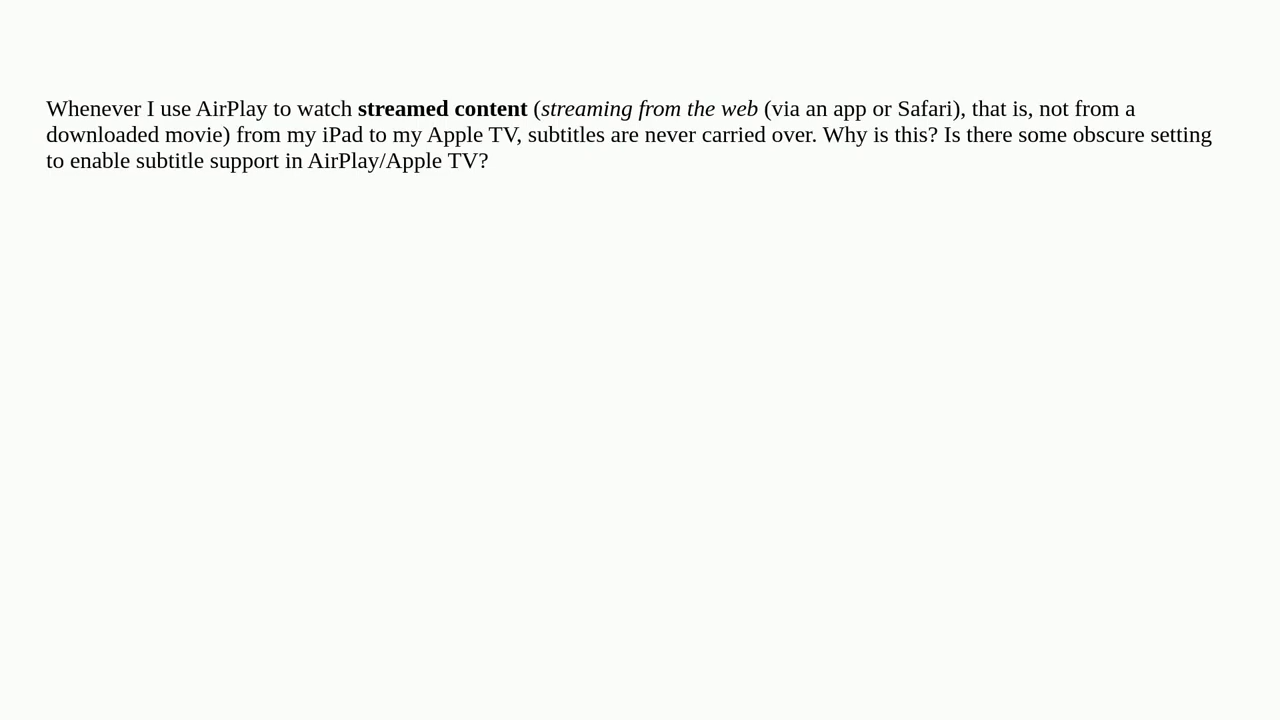 Whenever I use AirPlay to watch streamed content (streaming from the web (via an app or Safari), that is, not from a
downloaded movie) from my iPad to my Apple TV, subtitles are never carried over. Why is this? Is there some obscure setting
to enable subtitle support in AirPlay/Apple TV?